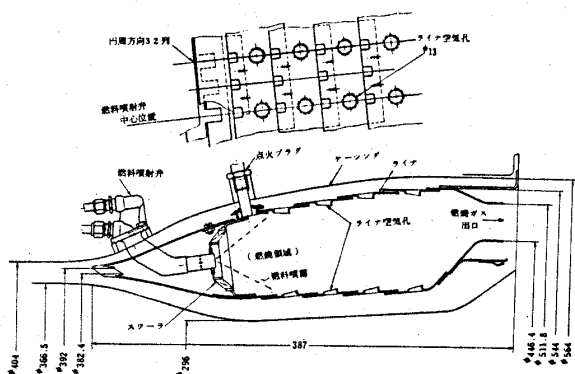 円周方向32列
ライナ空気孔
φ13
燃料噴射弁
中心位置
点火プラグ
ケーシング
ライナ
燃料噴射弁
燃焼ガス
出口
ライナ空気孔
(燃焼領域)
燃料噴霧
スワーラ
387
φ404
φ366.5
φ392
φ382.4
φ296
φ446.4
φ511.8
φ544
φ564